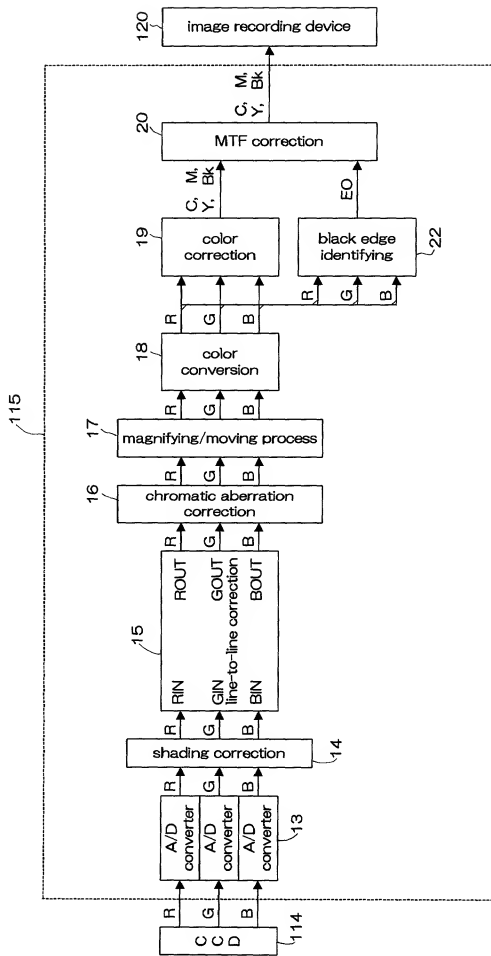 115
C C D
114
R
G
B
A/D converter
A/D converter
A/D converter
13
R
G
B
shading correction
14
R
G
B
15
RIN
GIN
BIN
line-to-line correction
ROUT
GOUT
BOUT
R
G
B
16
chromatic aberration
correction
R
G
B
17
magnifying/moving process
R
G
B
18
color
conversion
R
G
B
19
color
correction
R
G
B
black edge
identifying
22
C, M,
Y, Bk
EO
20
MTF correction
C, M,
Y, Bk
120
image recording device